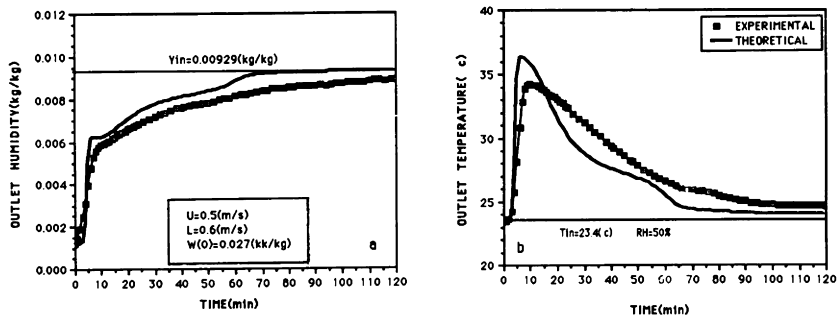 OUTLET HUMIDITY(kg/kg)
0.012
0.010
0.008
0.006
0.004
0.002
0.000
Yin=0.00929(kg/kg)
U=0.5(m/s)
L=0.6(m/s)
W(0)=0.027(kk/kg)
a
0 10 20 30 40 50 60 70 80 90 100 110 120
TIME(min)
OUTLET TEMPERATURE( c)
40
35
30
25
20
EXPERIMENTAL
THEORETICAL
Tin=23.4(c) RH=50%
b
0 10 20 30 40 50 60 70 80 90 100 110 120
TIME(min)